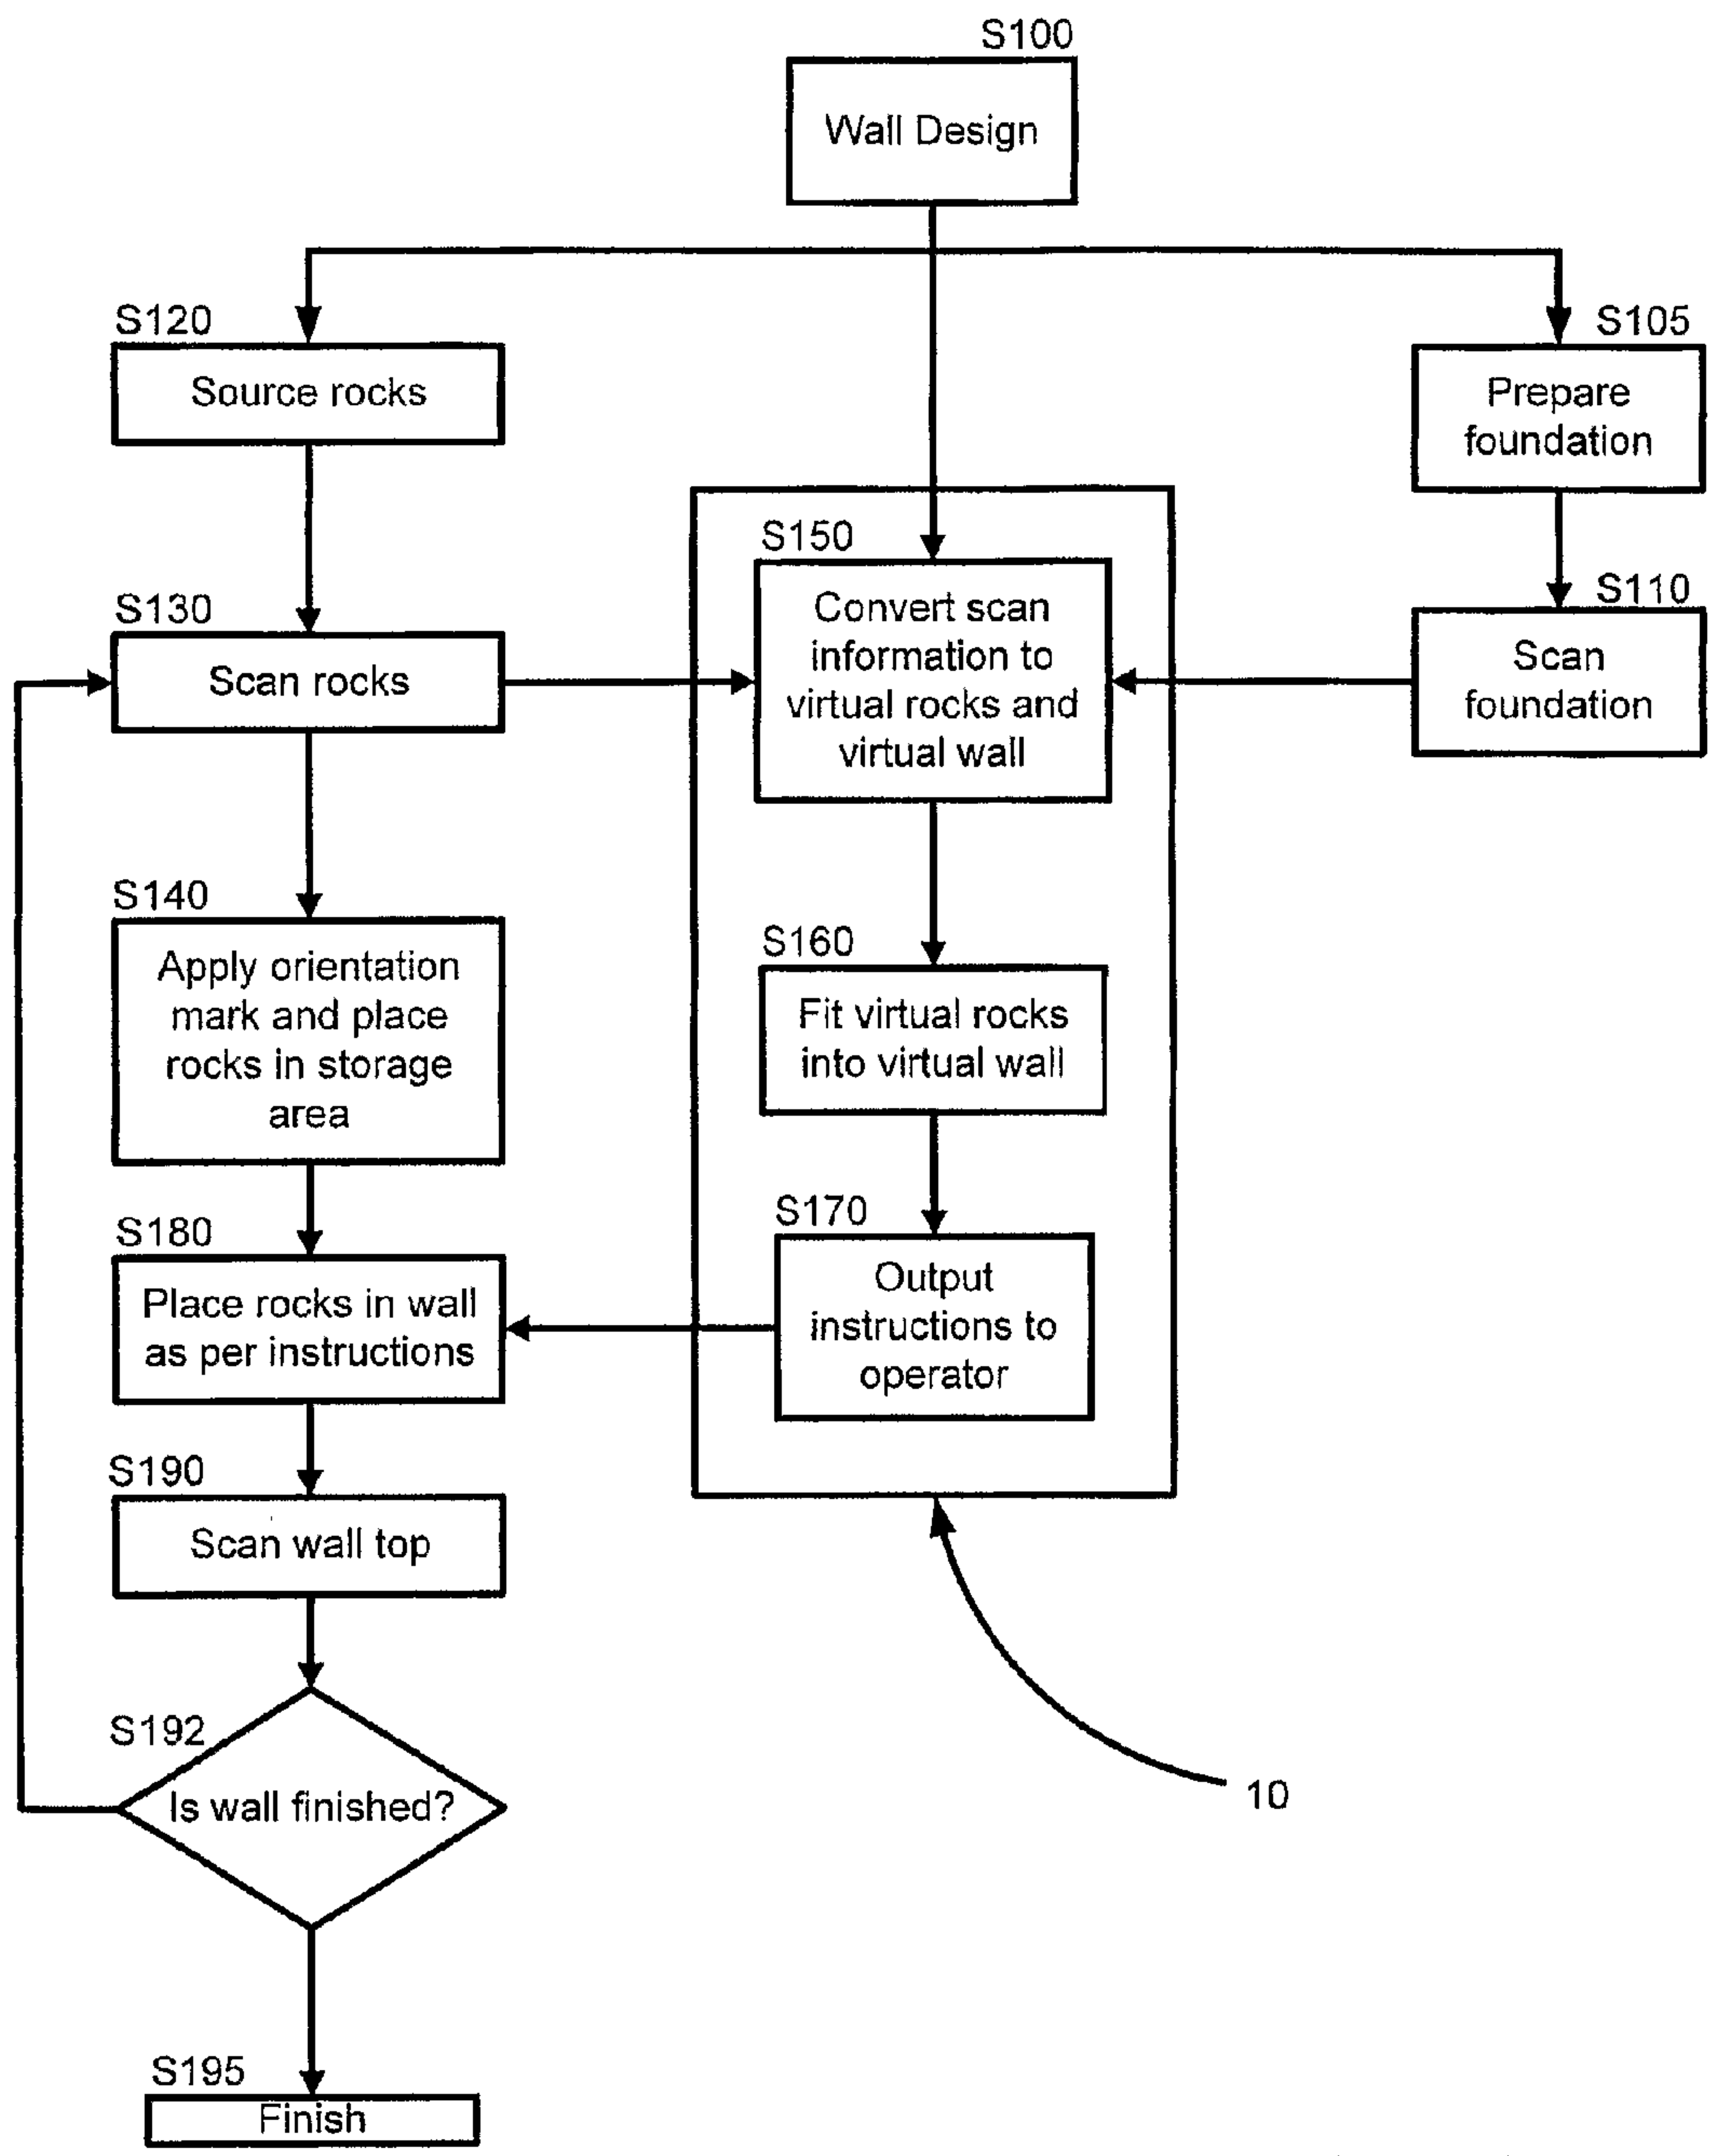 S100
Wall Design
S120
Source rocks
S105
Prepare
foundation
S130
Scan rocks
S150
Convert scan
information to
virtual rocks and
virtual wall
S110
Scan
foundation
S140
Apply orientation
mark and place
rocks in storage
area
S160
Fit virtual rocks
into virtual wall
S180
Place rocks in wall
as per instructions
S170
Output
instructions to
operator
S190
Scan wall top
S192
Is wall finished?
10
S195
Finish